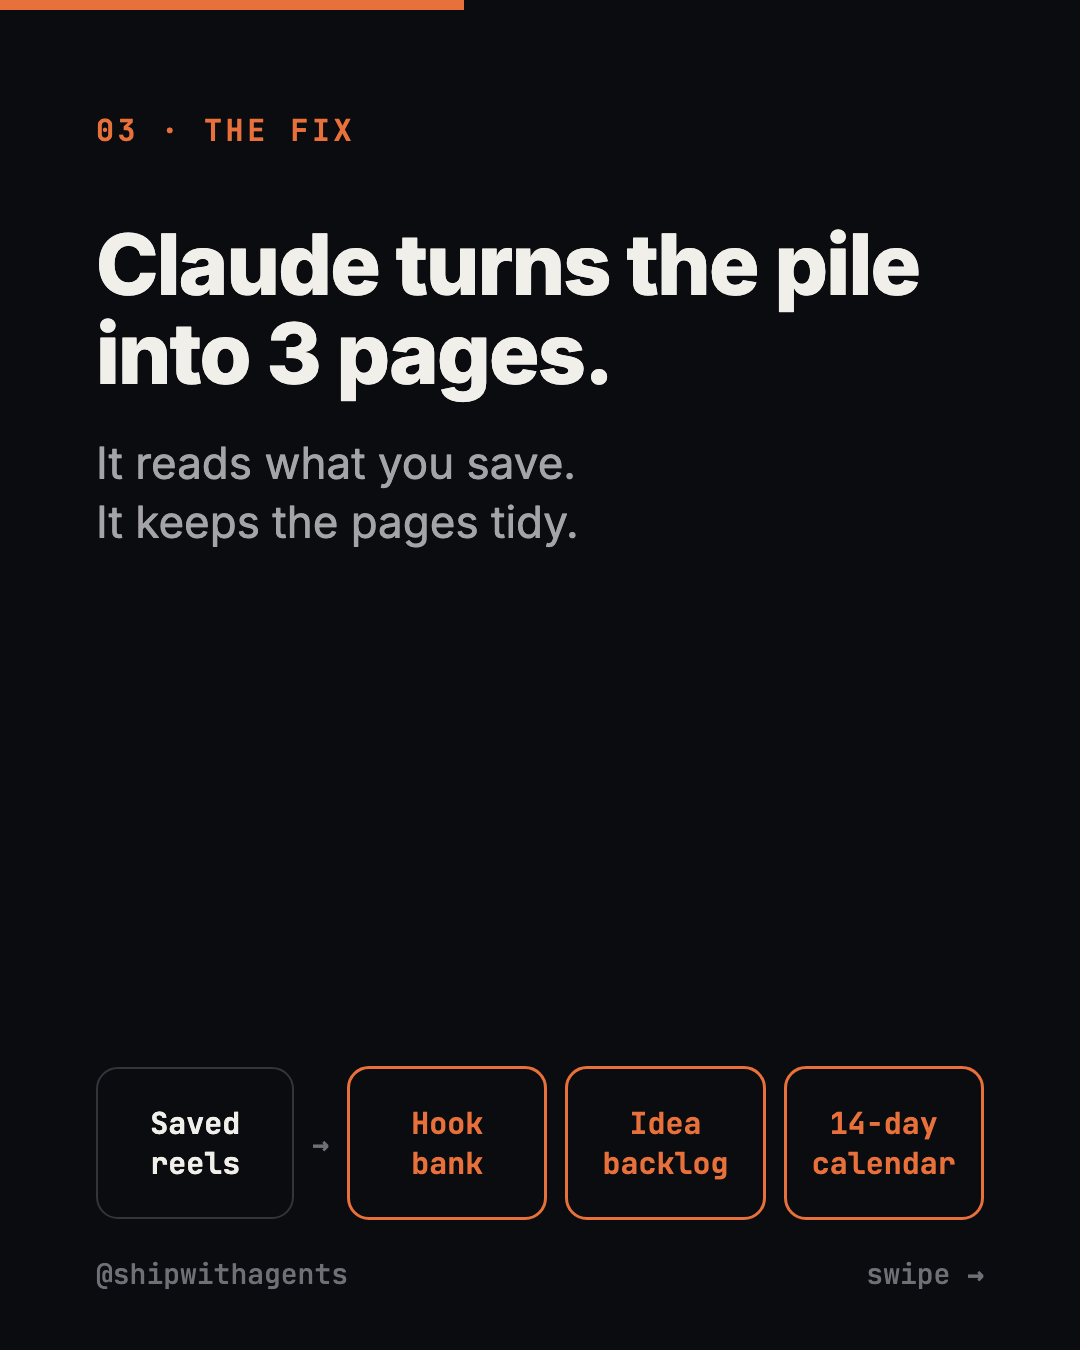 03 · THE FIX
Claude turns the pile
into 3 pages.
It reads what you save.
It keeps the pages tidy.
Saved
reels
→
Hook
bank
Idea
backlog
14-day
calendar
@shipwithagents
swipe →